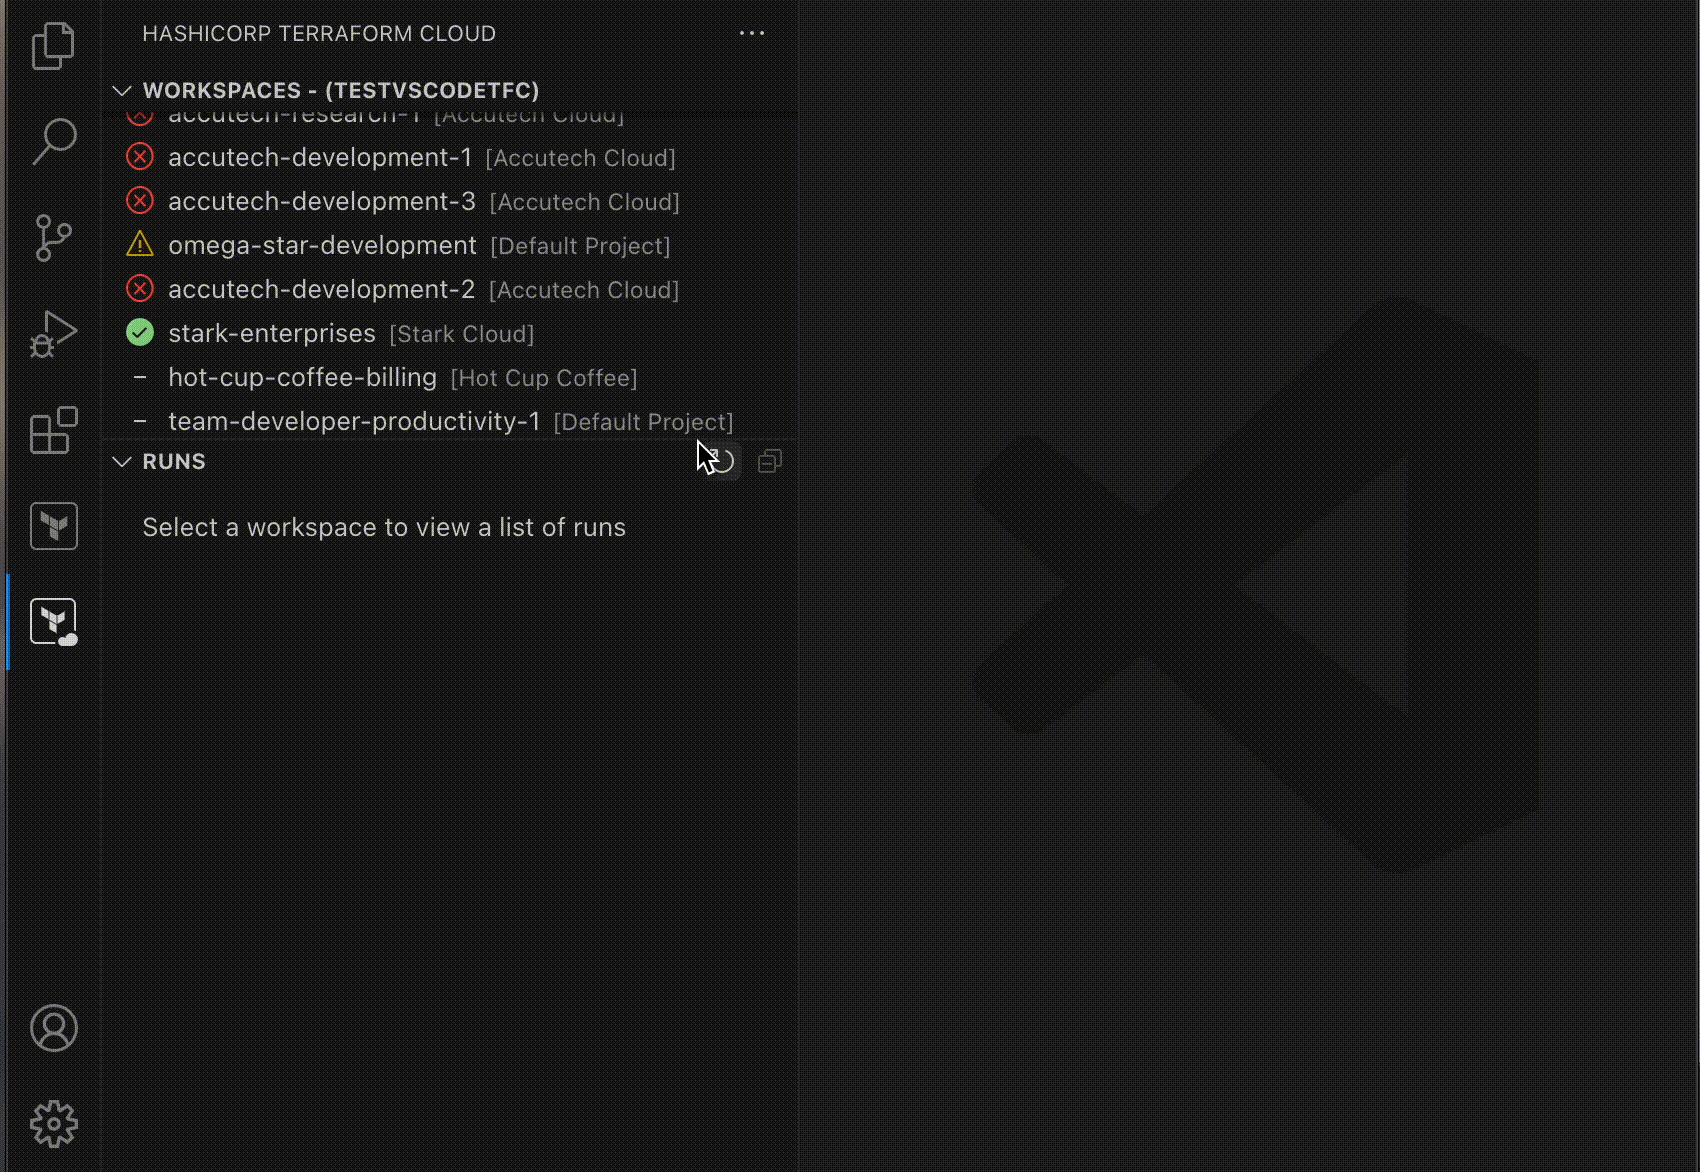 HASHICORP TERRAFORM CLOUD
WORKSPACES - (TESTVSCODETFC)
accutech-research-1 [Accutech Cloud]
accutech-development-1 [Accutech Cloud]
accutech-development-3 [Accutech Cloud]
omega-star-development [Default Project]
accutech-development-2 [Accutech Cloud]
stark-enterprises [Stark Cloud]
hot-cup-coffee-billing [Hot Cup Coffee]
team-developer-productivity-1 [Default Project]
RUNS
Select a workspace to view a list of runs